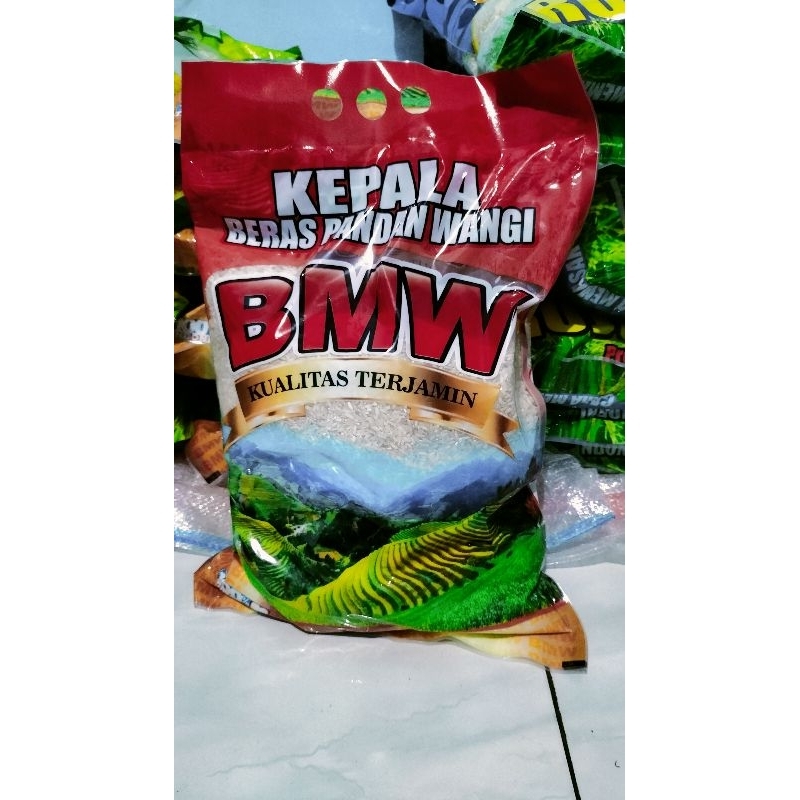 KEPALA
BERAS PANDAN WANGI
BMW
KUALITAS TERJAMIN